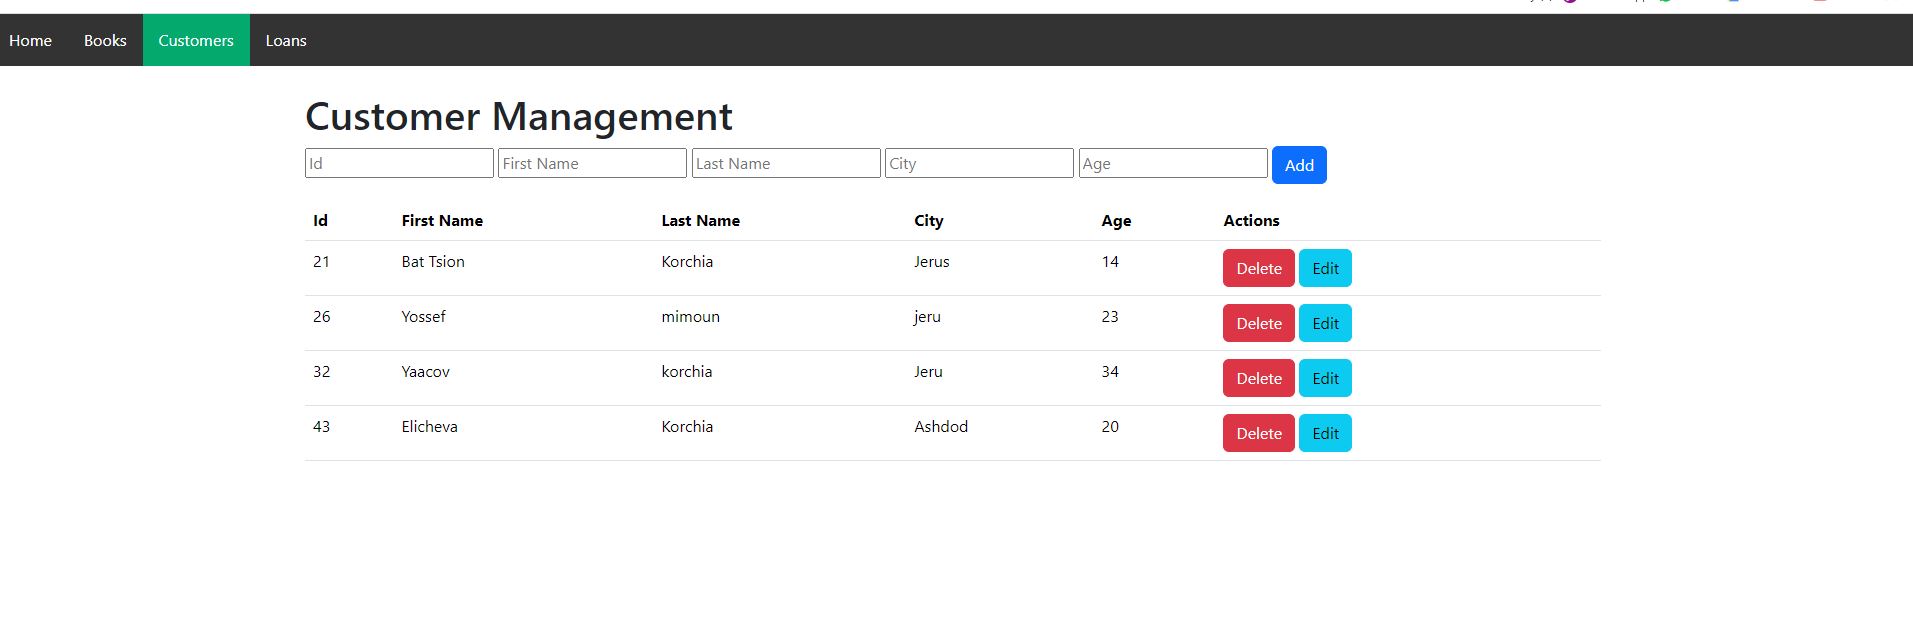 Home Books Customers Loans
Customer Management
Id First Name Last Name City Age Add
Id First Name Last Name City Age Actions
21 Bat Tsion Korchia Jerus 14 Delete Edit
26 Yossef mimoun jeru 23 Delete Edit
32 Yaacov korchia Jeru 34 Delete Edit
43 Elicheva Korchia Ashdod 20 Delete Edit